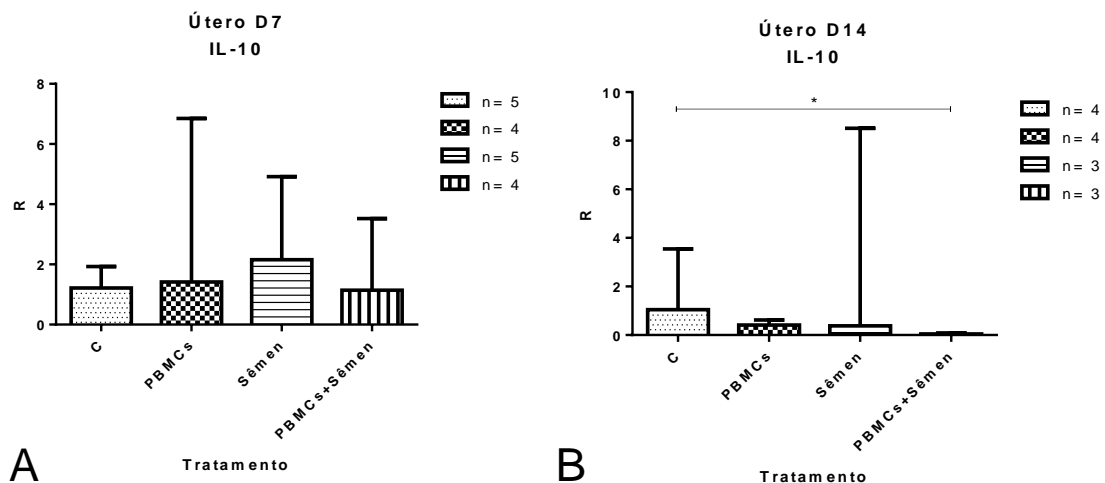 Útero D7
IL-10
8
6
4
2
0
R
C
PBMCs
Sêmen
PBMCs+Sêmen
Tratamento
n= 5
n= 4
n= 5
n= 4
A
Útero D14
IL-10
10
8
6
4
2
0
R
*
C
PBMCs
Sêmen
PBMCs+Sêmen
Tratamento
n= 4
n= 4
n= 3
n= 3
B